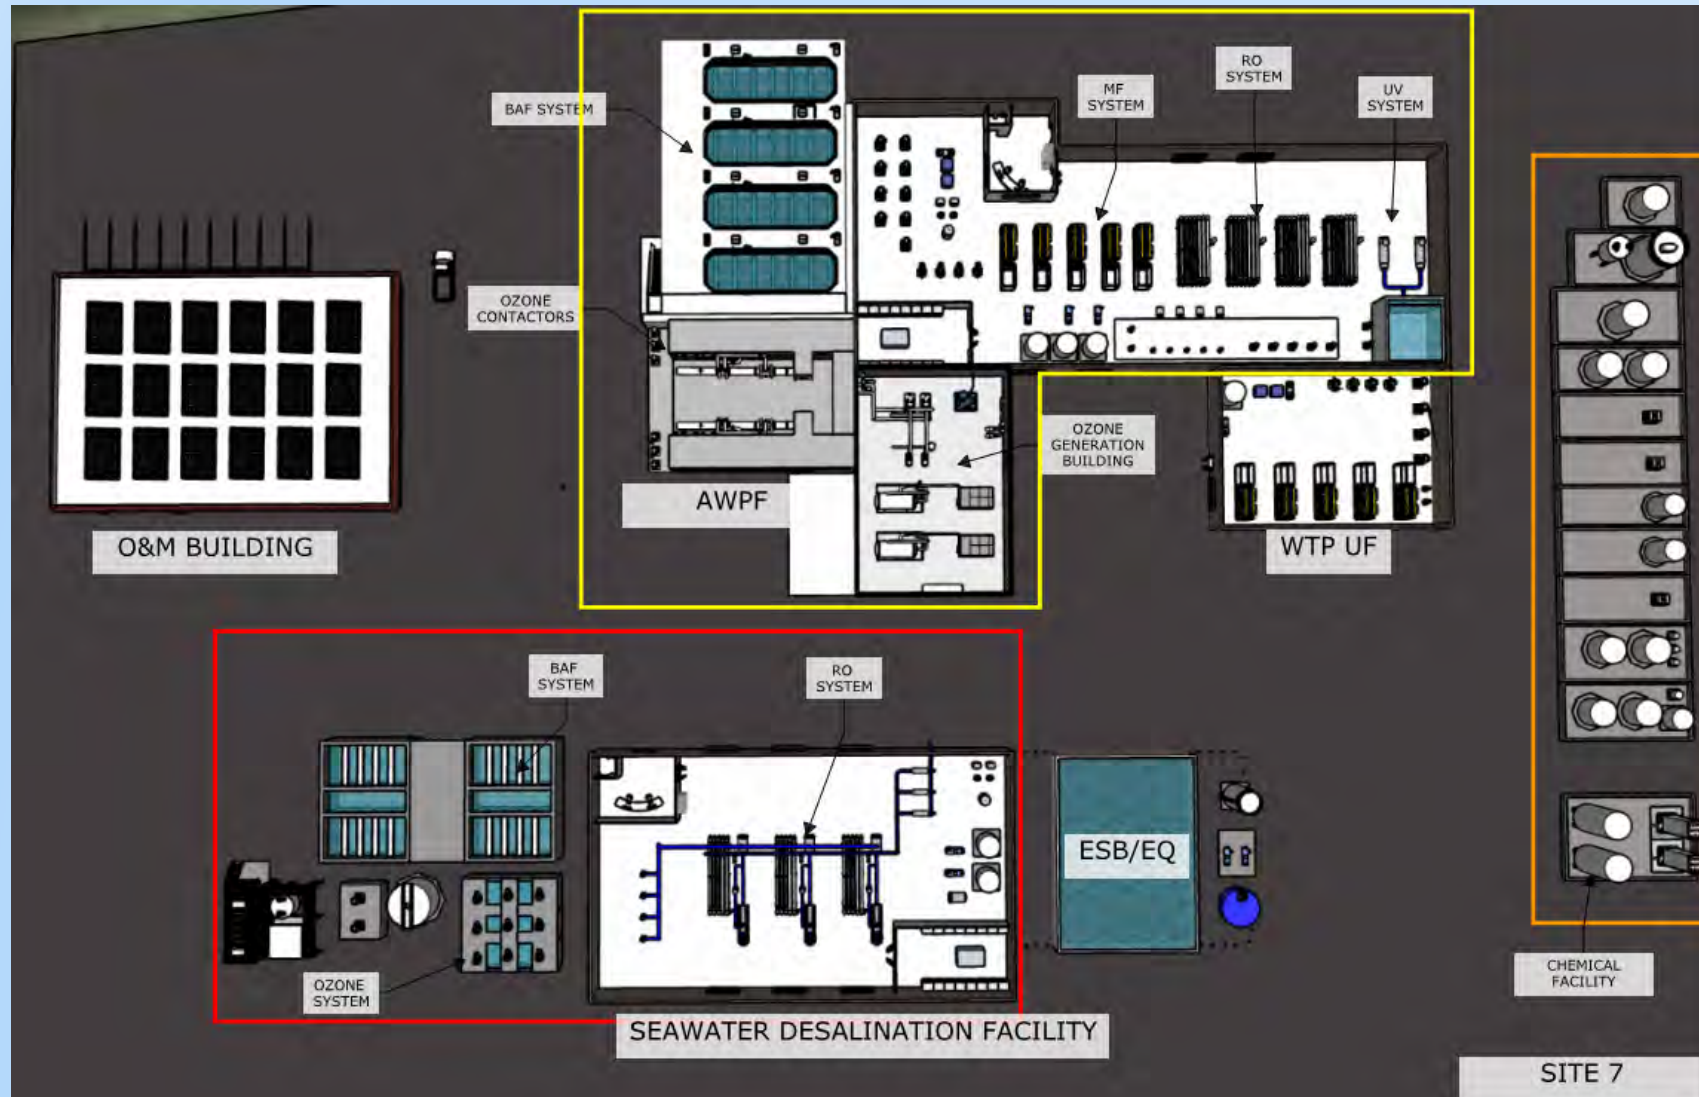 BAF SYSTEM
MF
SYSTEM
RO
SYSTEM
UV
SYSTEM
OZONE
CONTACTORS
OZONE
GENERATION
BUILDING
AWPF
O&M BUILDING
WTP UF
BAF
SYSTEM
RO
SYSTEM
ESB/EQ
OZONE
SYSTEM
CHEMICAL
FACILITY
SEAWATER DESALINATION FACILITY
SITE 7